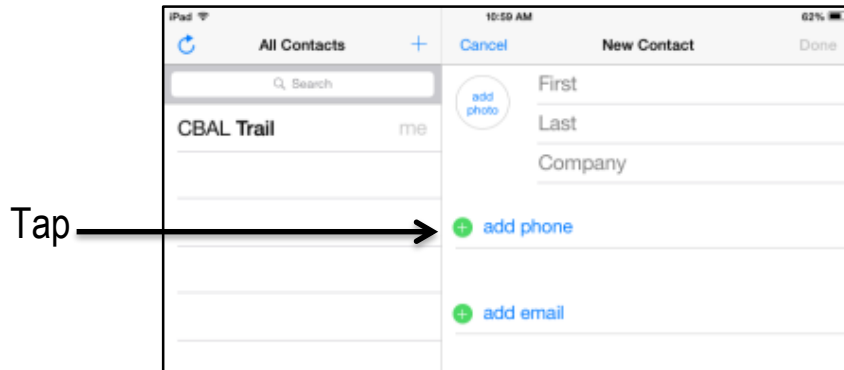 iPad 10:59 AM 62%
All Contacts + Cancel New Contact Done
Search
add photo
First
Last
Company
CBAL Trail me
Tap
add phone
add email